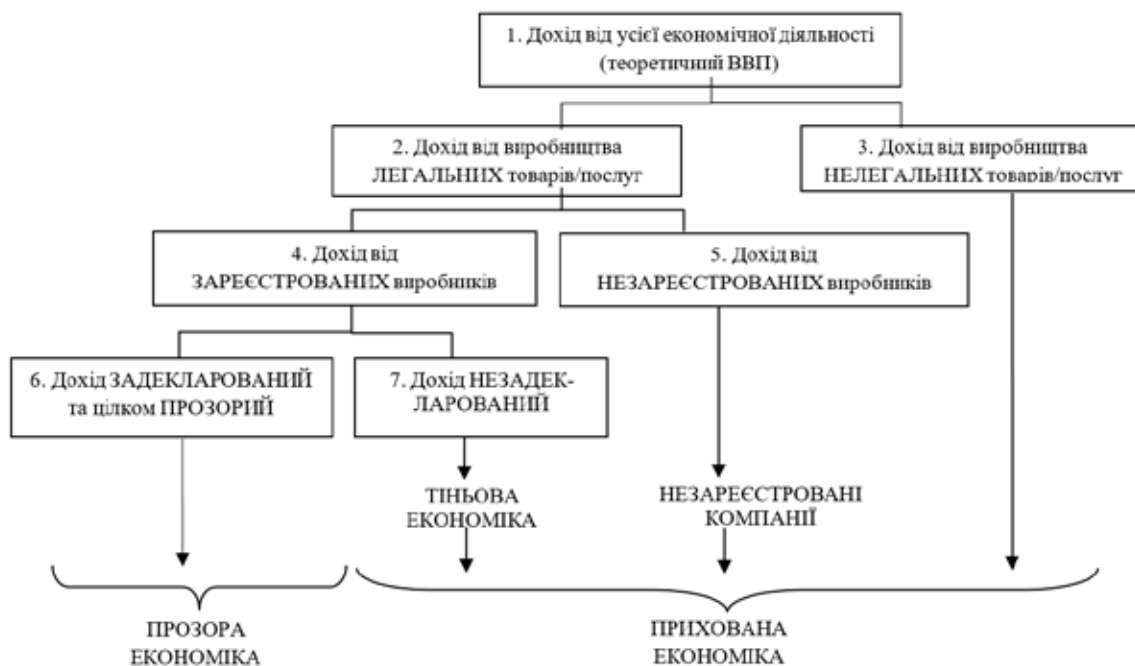 1. Дохід від усієї економічної діяльності
(теоретичний ВВП)
2. Дохід від виробництва
ЛЕГАЛЬНИХ товарів/послуг
3. Дохід від виробництва
НЕЛЕГАЛЬНИХ товарів/послуг
4. Дохід від
ЗАРЕЄСТРОВАНИХ виробників
5. Дохід від
НЕЗАРЕЄСТРОВАНИХ виробників
6. Дохід ЗАДЕКЛАРОВАНИЙ
та цілком ПРОЗОРИЙ
7. Дохід НЕЗАДЕК-
ЛАРОВАНИЙ
ТІНЬОВА
ЕКОНОМІКА
НЕЗАРЕЄСТРОВАНІ
КОМПАНІЇ
ПРОЗОРА
ЕКОНОМІКА
ПРИХОВАНА
ЕКОНОМІКА